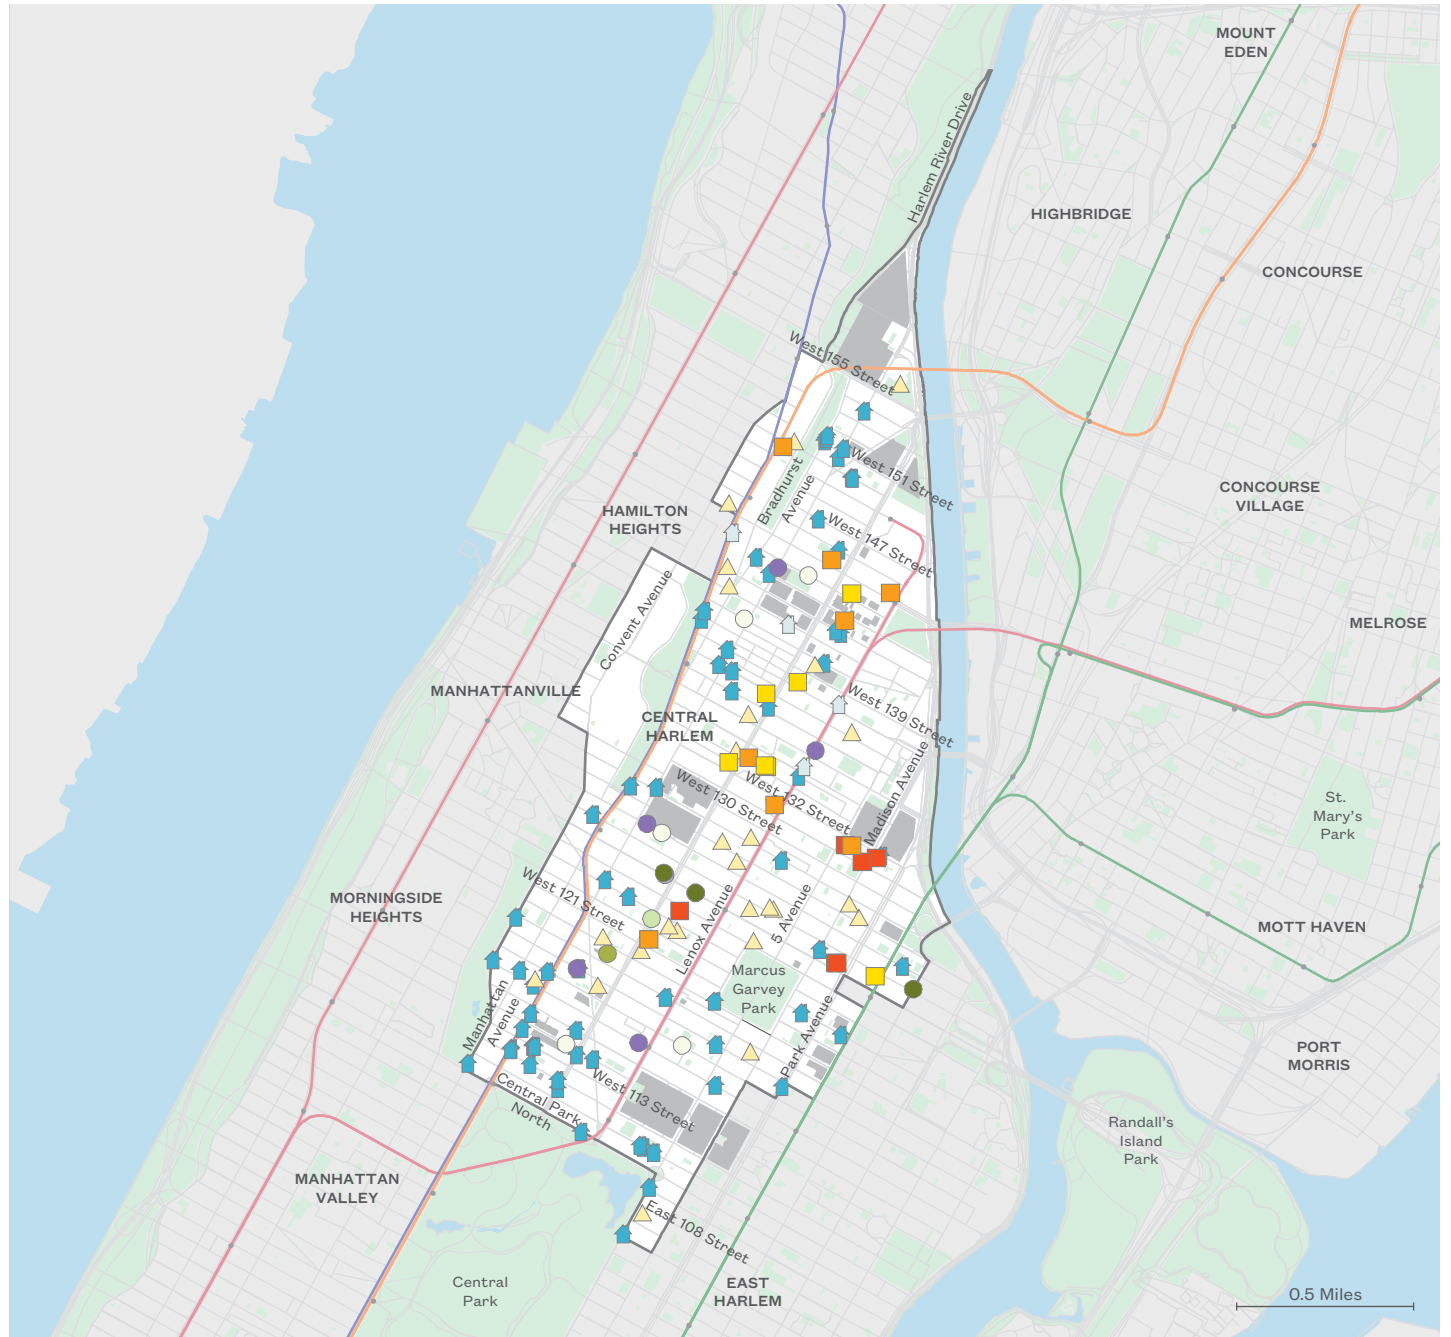 MOUNT
EDEN
Harlem River Drive
HIGHBRIDGE
CONCOURSE
West 155 Street
West 151 Street
Bradhurst
Avenue
CONCOURSE
VILLAGE
HAMILTON
HEIGHTS
West 147 Street
Convent Avenue
MELROSE
MANHATTANVILLE
West 139 Street
CENTRAL
HARLEM
Madison Avenue
West 132 Street
West 130 Street
St.
Mary's
Park
West 121 Street
MORNINGSIDE
HEIGHTS
Lenox Avenue
5 Avenue
MOTT HAVEN
Marcus
Garvey
Park
Manhattan
Avenue
Park Avenue
PORT
MORRIS
West 113 Street
Central Park
North
Randall's
Island
Park
MANHATTAN
VALLEY
East 108 Street
Central
Park
EAST
HARLEM
0.5 Miles